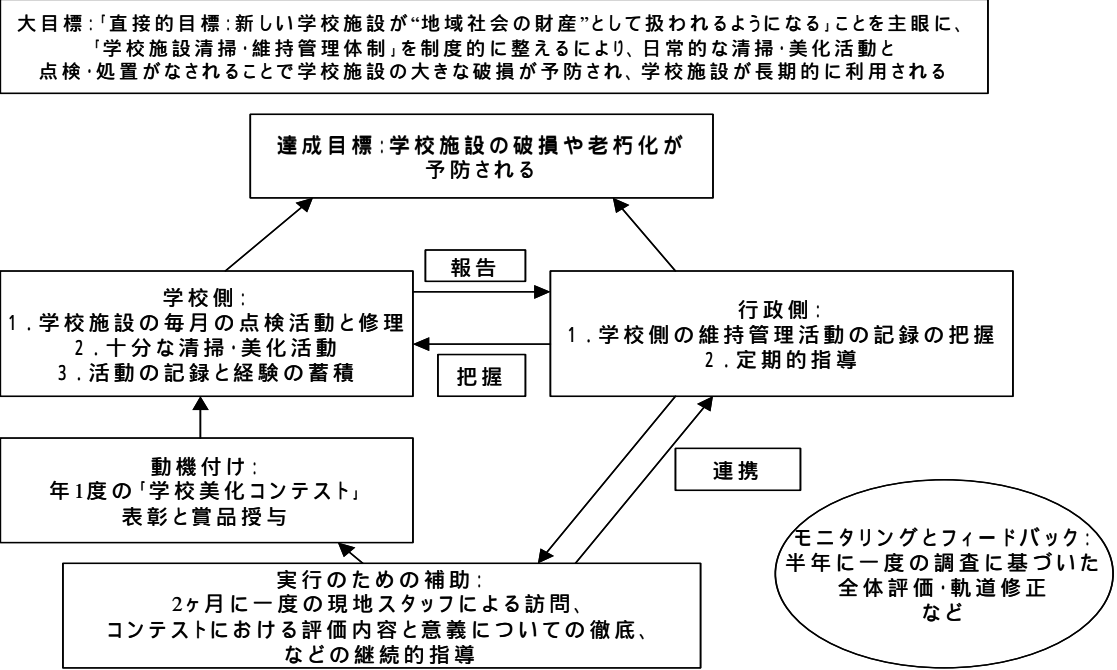 大目標:「直接的目標:新しい学校施設が“地域社会の財産”として扱われるようになる」ことを主眼に、
「学校施設清掃・維持管理体制」を制度的に整えるにより、日常的な清掃・美化活動と
点検・処置がなされることで学校施設の大きな破損が予防され、学校施設が長期的に利用される
達成目標:学校施設の破損や老朽化が
予防される
報告
学校側:
1.学校施設の毎月の点検活動と修理
2.十分な清掃・美化活動
3.活動の記録と経験の蓄積
行政側:
1.学校側の維持管理活動の記録の把握
2.定期的指導
把握
動機付け:
年1度の「学校美化コンテスト」
表彰と賞品授与
連携
モニタリングとフィードバック:
半年に一度の調査に基づいた
全体評価・軌道修正
など
実行のための補助:
2ヶ月に一度の現地スタッフによる訪問、
コンテストにおける評価内容と意義についての徹底、
などの継続的指導